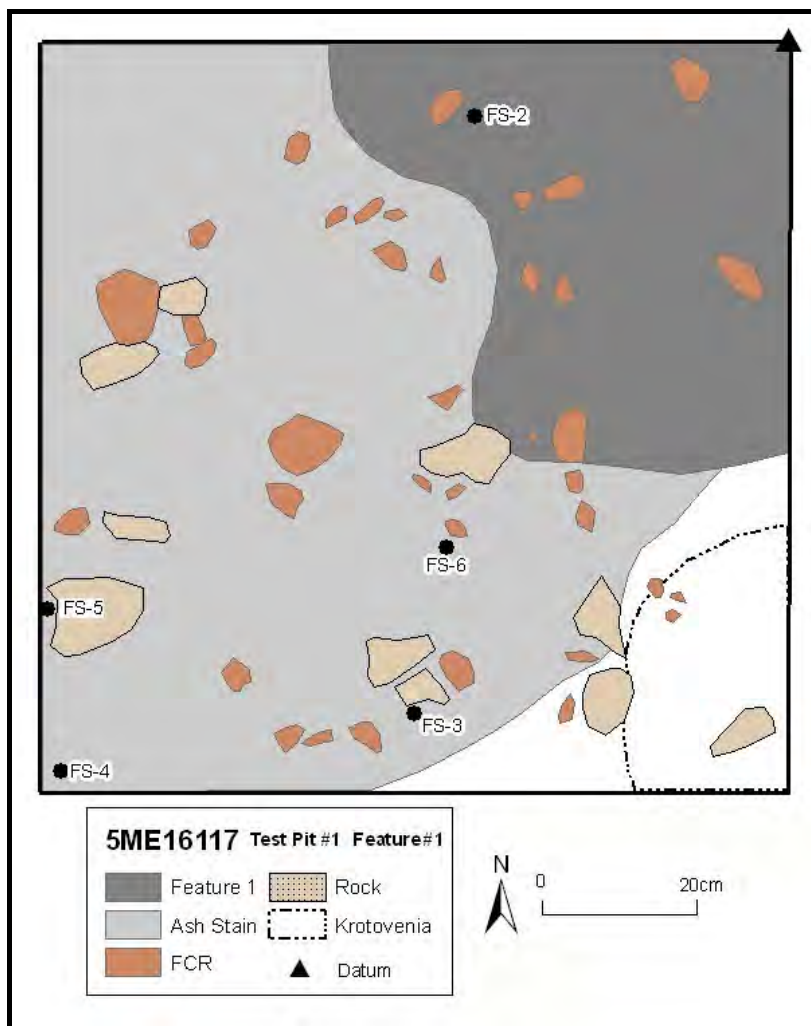 FS-2
FS-6
FS-5
FS-3
FS-4
5ME16117 Test Pit #1 Feature#1
Feature 1
Rock
Ash Stain
Krotovenia
FCR
Datum
N
0 20cm